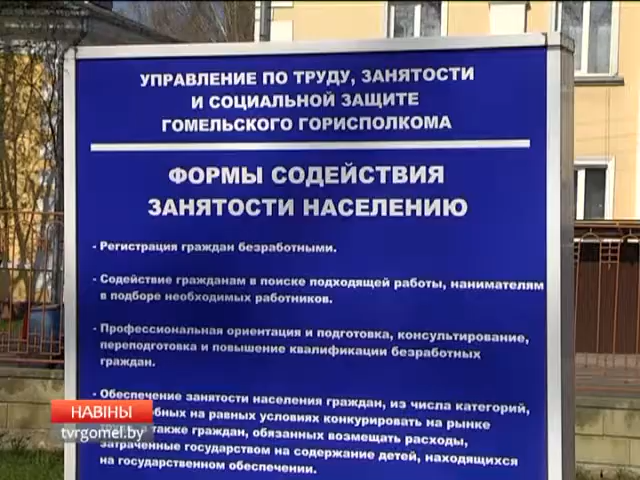 УПРАВЛЕНИЕ ПО ТРУДУ, ЗАНЯТОСТИ
И СОЦИАЛЬНОЙ ЗАЩИТЕ
ГОМЕЛЬСКОГО ГОРИСПОЛКОМА
ФОРМЫ СОДЕЙСТВИЯ
ЗАНЯТОСТИ НАСЕЛЕНИЮ
- Регистрация граждан безработными.
- Содействие гражданам в поиске подходящей работы, нанимателям
в подборе необходимых работников.
- Профессиональная ориентация и подготовка, консультирование,
переподготовка и повышение квалификации безработных
граждан.
- Обеспечение занятости населения граждан, из числа категорий,
на равных условиях конкурировать на рынке
также граждан, обязанных возмещать расходы,
затраченные государством на содержание детей, находящихся
на государственном обеспечении.
НАВІНЫ
tvrgomel.by